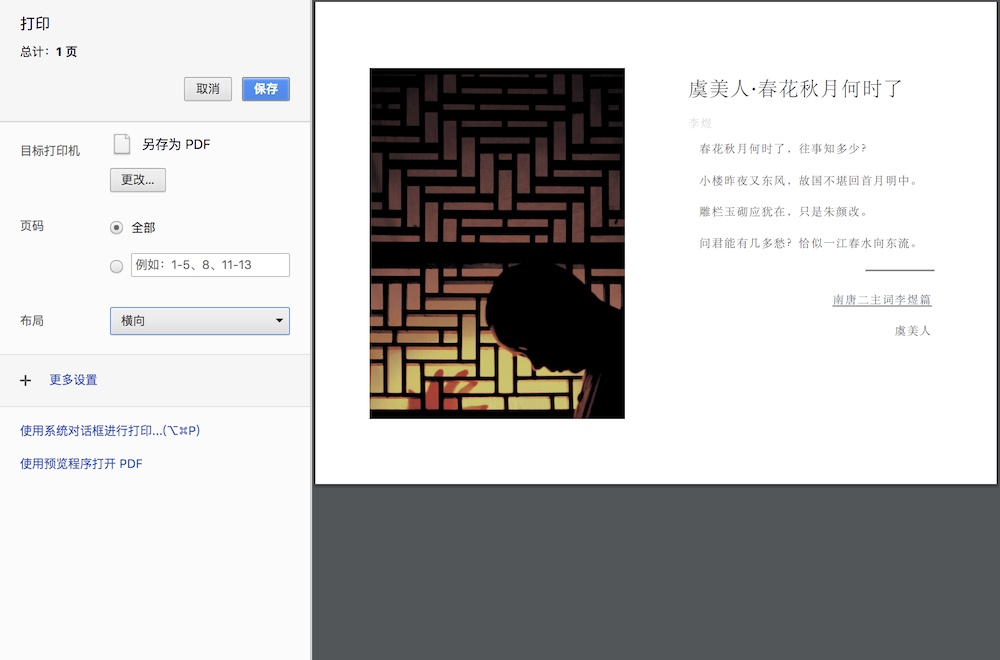 打印
总计：1 页
取消
保存
目标打印机
另存为 PDF
更改...
页码
全部
例如：1-5、8、11-13
布局
横向
更多设置
使用系统对话框进行打印...(⌥⌘P)
使用预览程序打开 PDF
虞美人·春花秋月何时了
李煜
春花秋月何时了，往事知多少？
小楼昨夜又东风，故国不堪回首月明中。
雕栏玉砌应犹在，只是朱颜改。
问君能有几多愁？恰似一江春水向东流。
南唐二主词李煜篇
虞美人